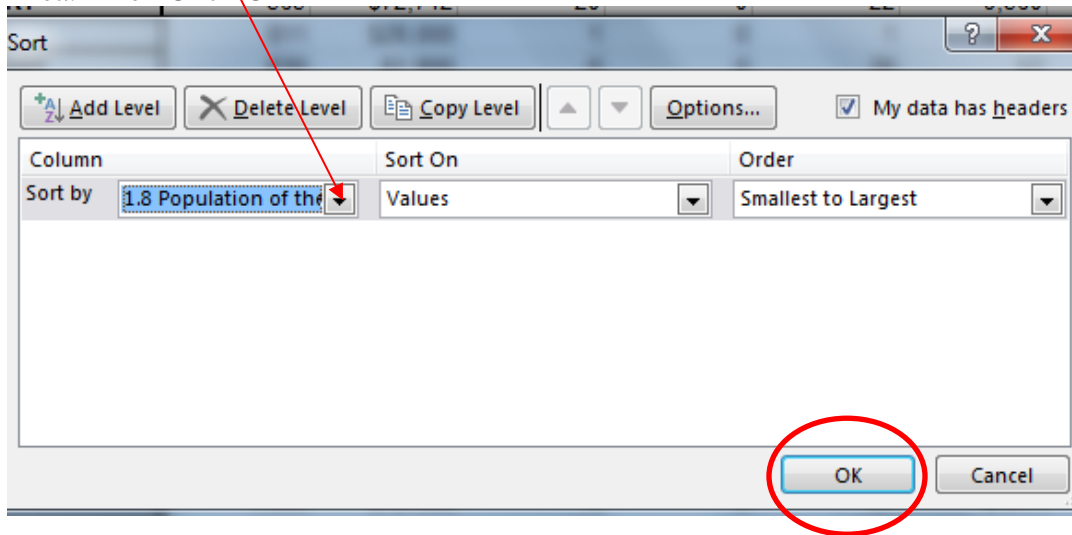 Sort
Add Level Delete Level Copy Level Options... My data has headers
Column Sort On Order
Sort by 1.8 Population of the Values Smallest to Largest
OK Cancel